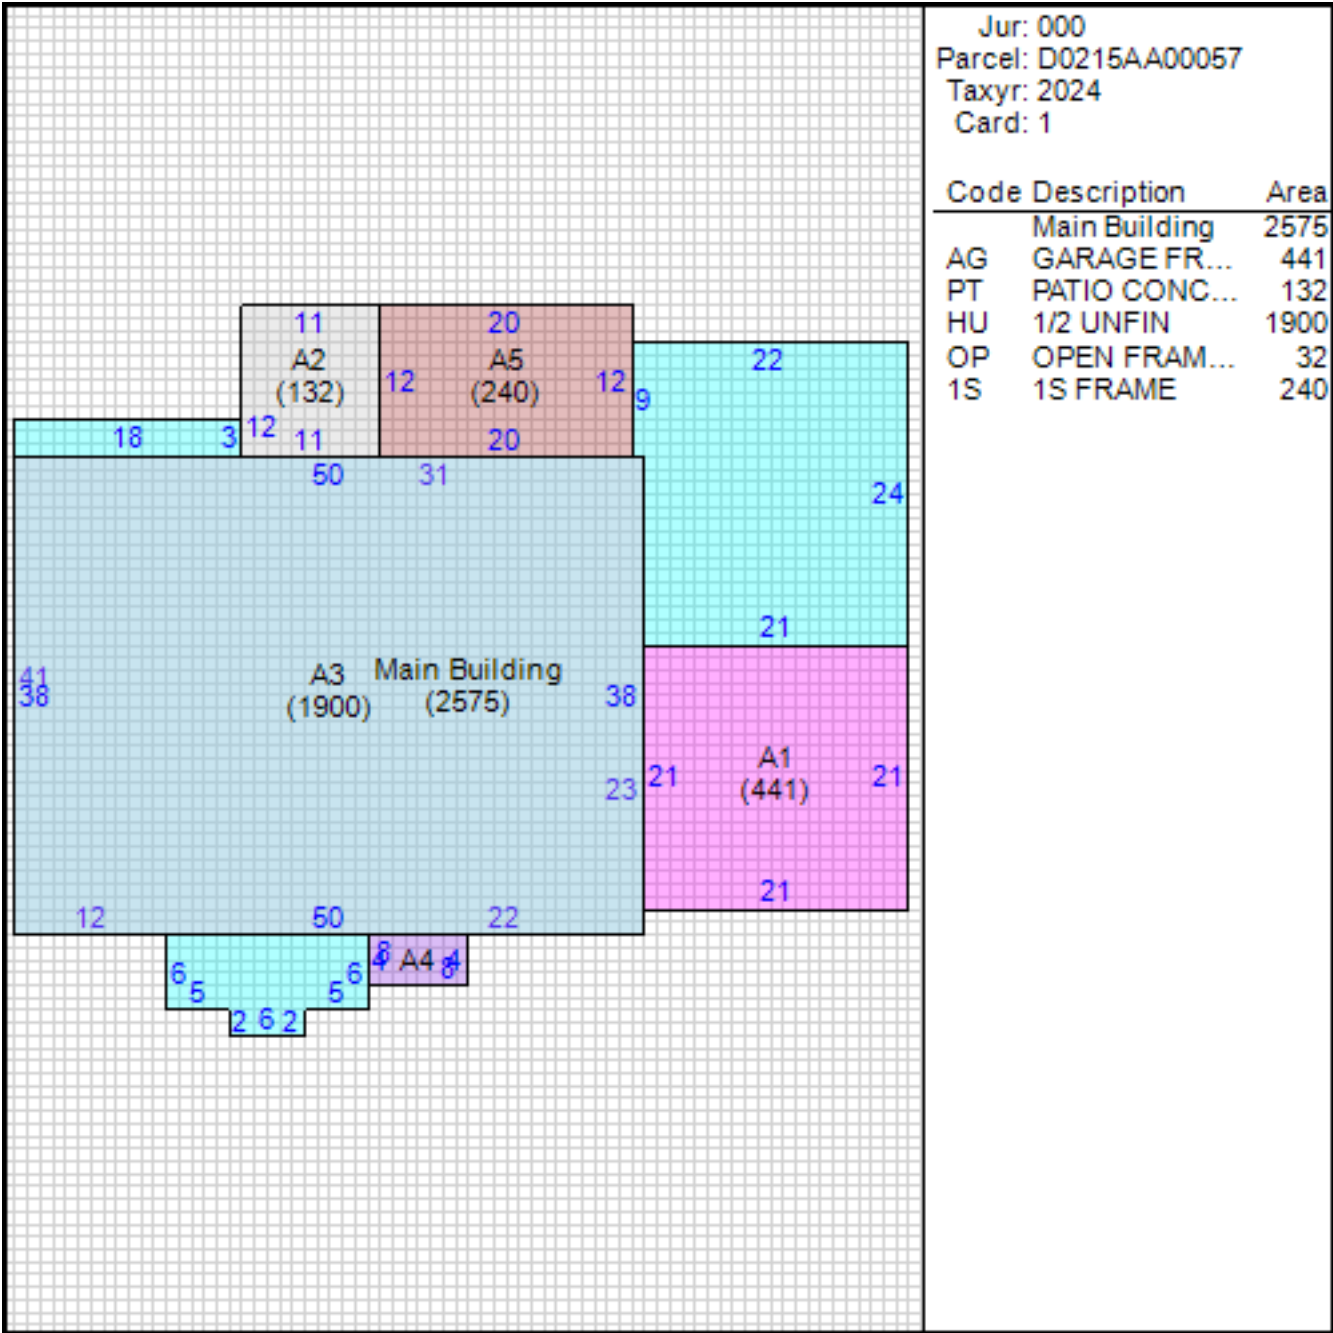 Jur: 000
Parcel: D0215AA00057
Taxyr: 2024
Card: 1
Code Description Area
Main Building 2575
AG GARAGE FR... 441
PT PATIO CONC... 132
HU 1/2 UNFIN 1900
OP OPEN FRAM... 32
1S 1S FRAME 240
11 20
A2 A5 22
(132) (240)
12 12 9
18 3 12 11 20
50 31
24
21
41 A3 Main Building
38 (1900) (2575) 38
A1
21 21
23 (441)
21
12 50 22
8
6 6 4 A4 4
8
5 5
2 6 2